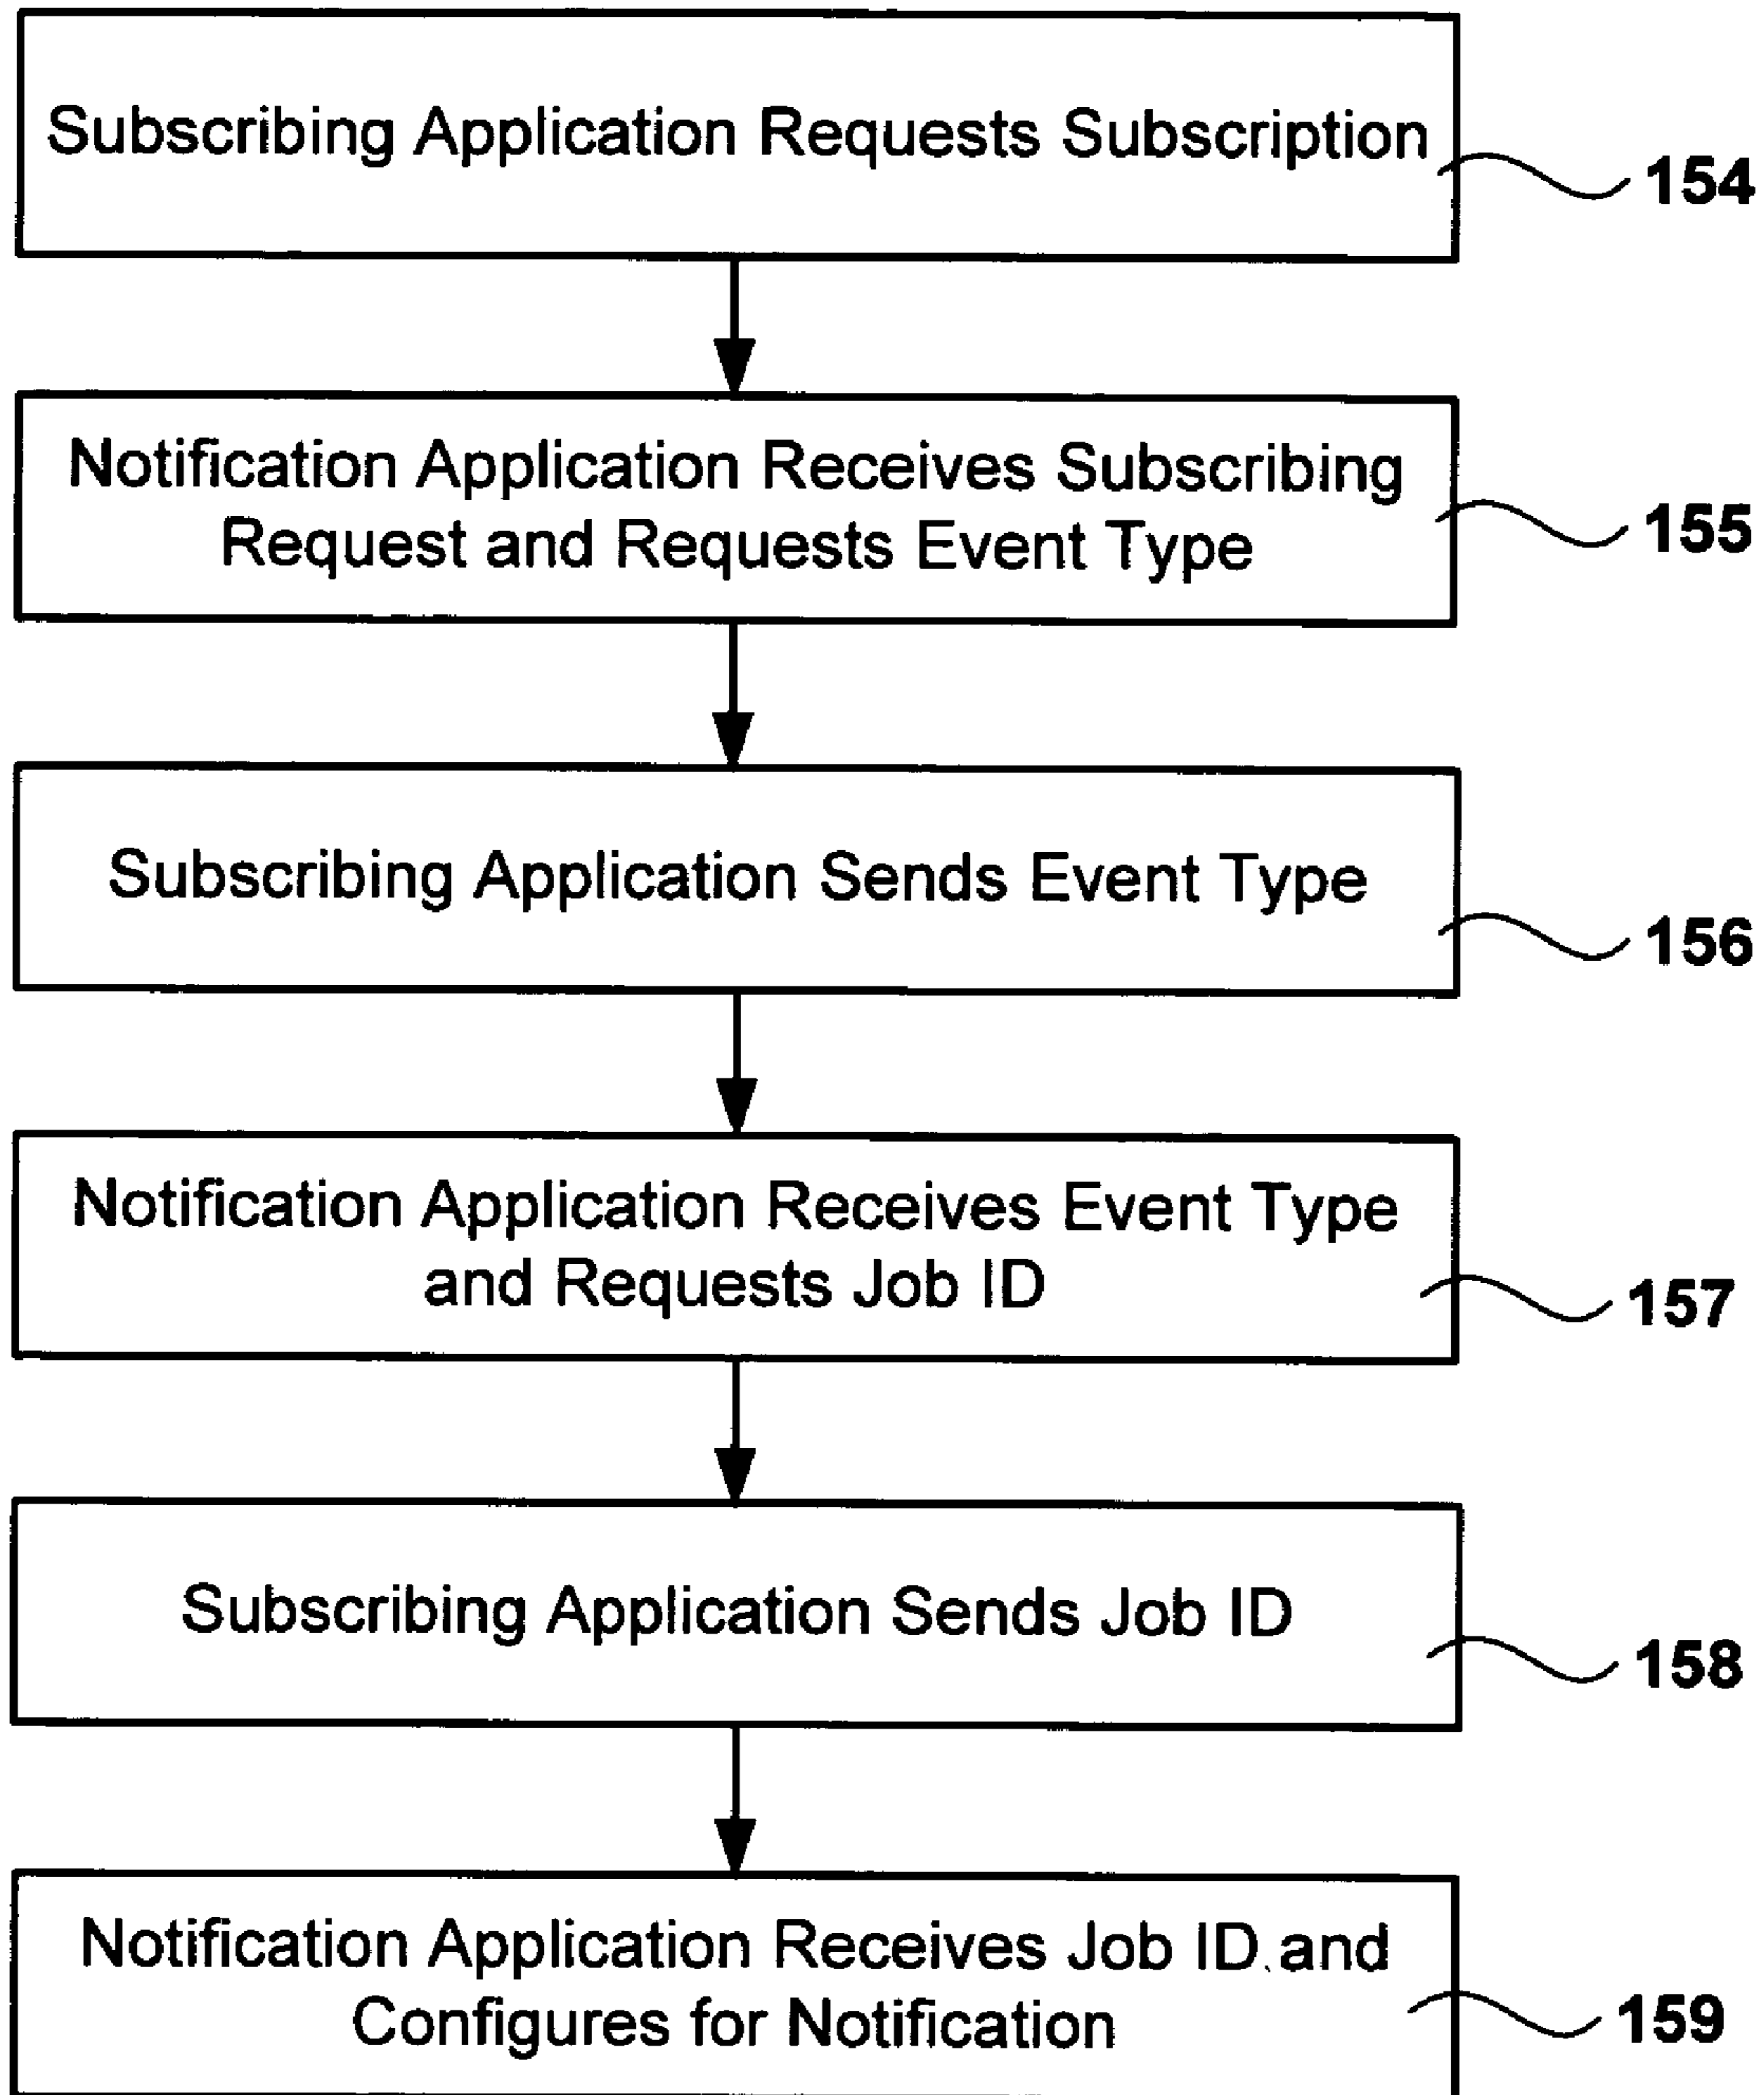 Subscribing Application Requests Subscription
154
Notification Application Receives Subscribing
Request and Requests Event Type
155
Subscribing Application Sends Event Type
156
Notification Application Receives Event Type
and Requests Job ID
157
Subscribing Application Sends Job ID
158
Notification Application Receives Job ID and
Configures for Notification
159